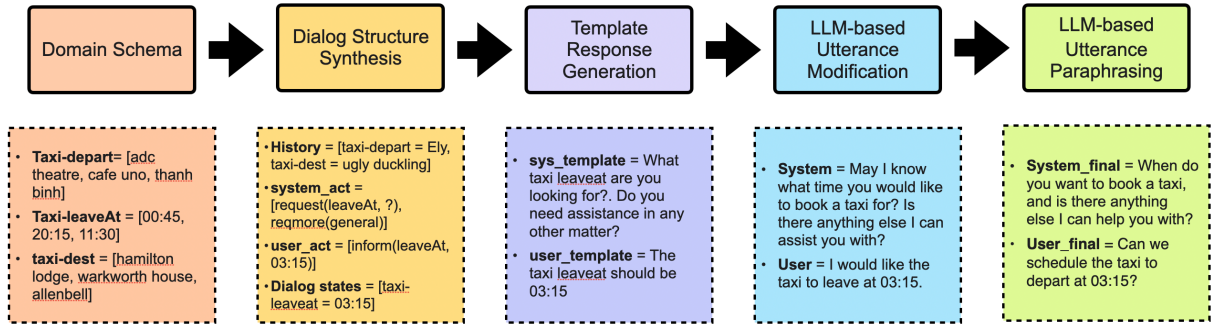 Domain Schema
Dialog Structure
Synthesis
Template
Response
Generation
LLM-based
Utterance
Modification
LLM-based
Utterance
Paraphrasing
• Taxi-depart= [adc
theatre, cafe uno, thanh
binh]
• Taxi-leaveAt = [00:45,
20:15, 11:30]
• taxi-dest = [hamilton
lodge, warkworth house,
allenbell]
• History = [taxi-depart = Ely,
taxi-dest = ugly duckling]
• system_act =
[request(leaveAt, ?),
reqmore(general)]
• user_act = [inform(leaveAt,
03:15)]
• Dialog states = [taxi-
leaveat = 03:15]
• sys_template = What
taxi leaveat are you
looking for?. Do you
need assistance in any
other matter?
• user_template = The
taxi leaveat should be
03:15
• System = May I know
what time you would like
to book a taxi for? Is
there anything else I can
assist you with?
• User = I would like the
taxi to leave at 03:15.
• System_final = When do
you want to book a taxi,
and is there anything
else I can help you with?
• User_final = Can we
schedule the taxi to
depart at 03:15?